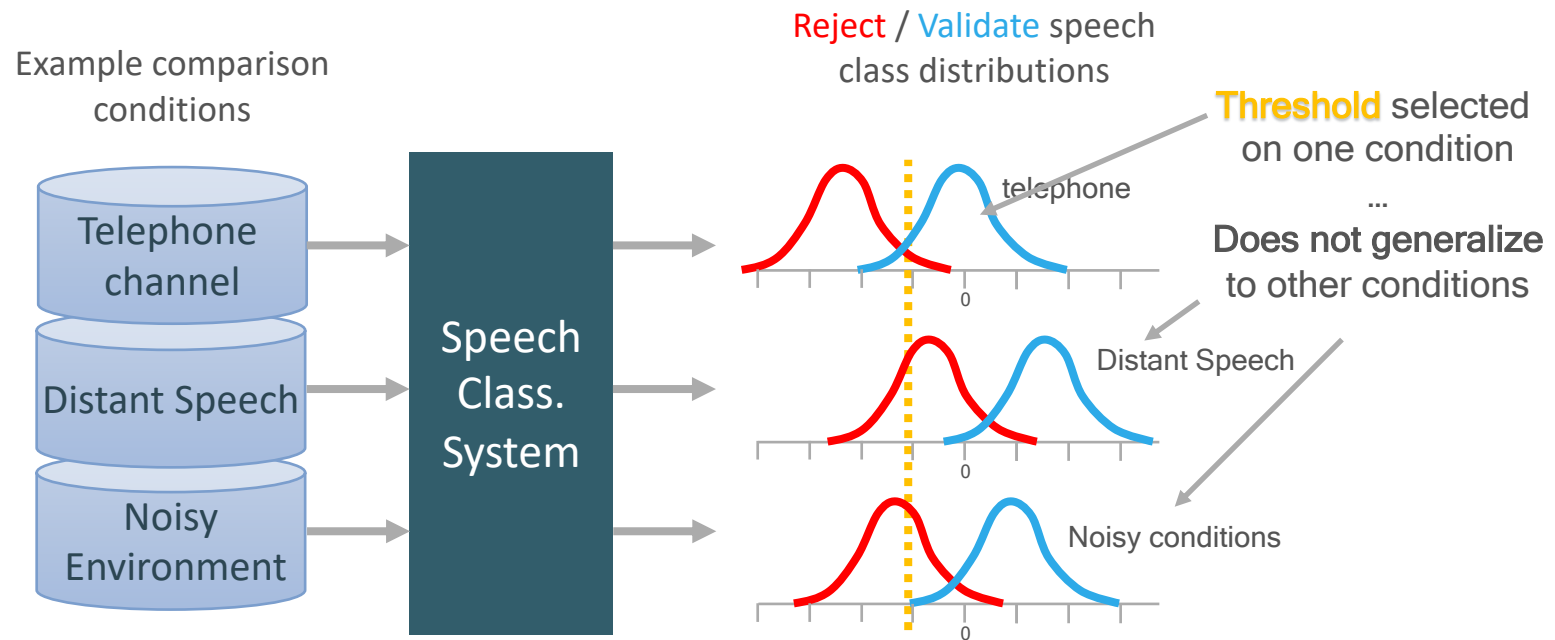 Example comparison
conditions
Telephone
channel
Distant Speech
Noisy
Environment
Speech
Class.
System
Reject / Validate speech
class distributions
telephone
0
Distant Speech
0
Noisy conditions
0
Threshold selected
on one condition
...
Does not generalize
to other conditions